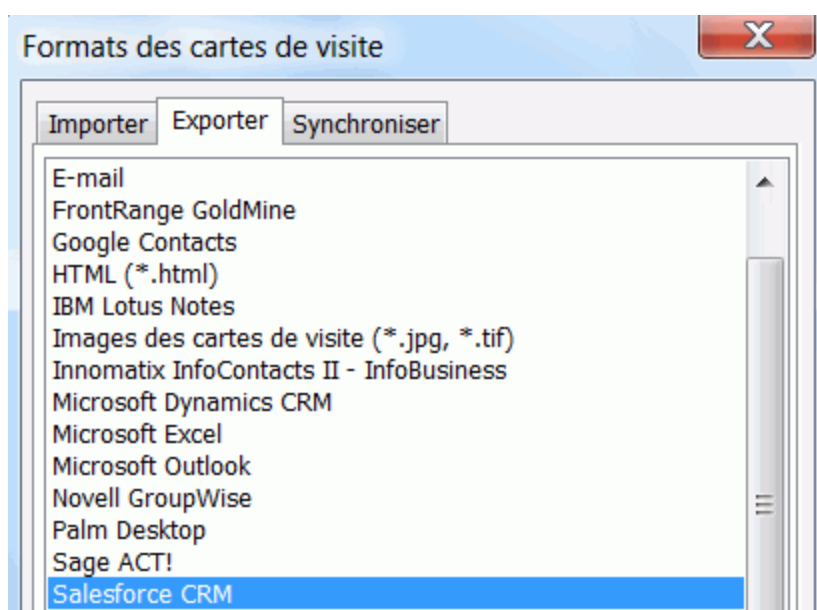 Formats des cartes de visite
Importer Exporter Synchroniser
E-mail
FrontRange GoldMine
Google Contacts
HTML (*.html)
IBM Lotus Notes
Images des cartes de visite (*.jpg, *.tif)
Innomatix InfoContacts II - InfoBusiness
Microsoft Dynamics CRM
Microsoft Excel
Microsoft Outlook
Novell GroupWise
Palm Desktop
Sage ACT!
Salesforce CRM